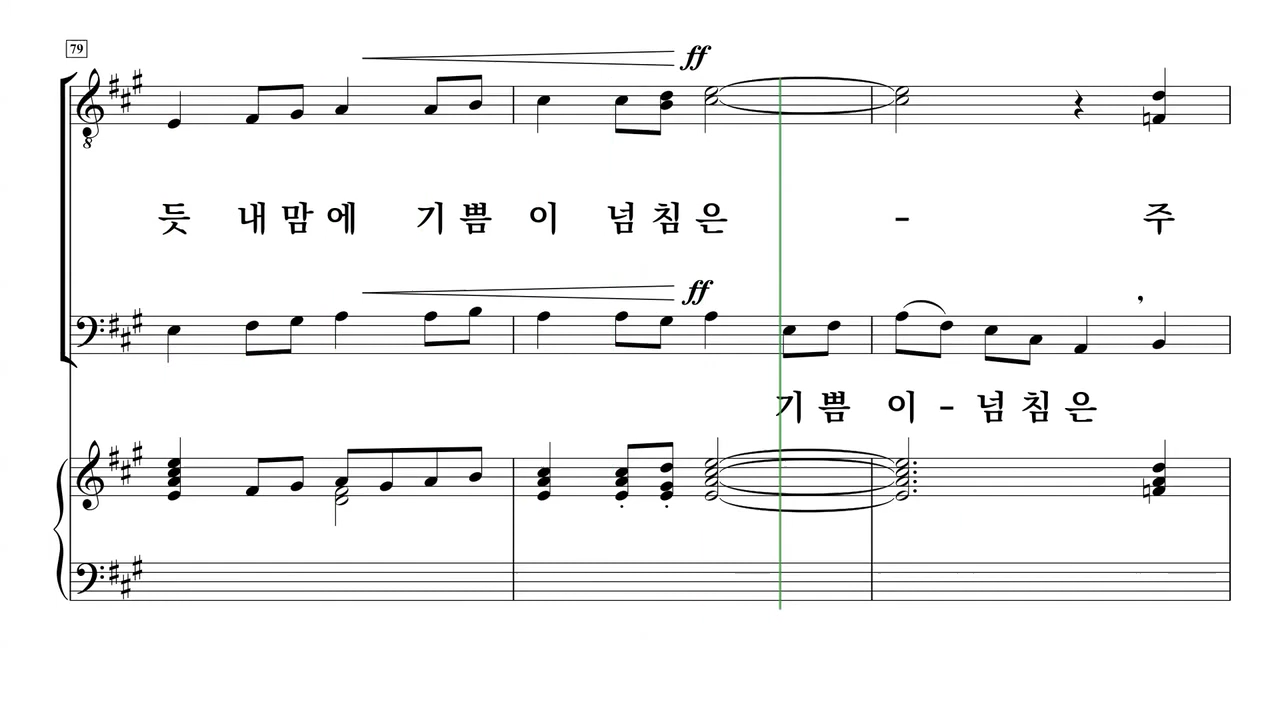 79
ff
8
듯 내 맘 에 기 쁨 이 넘 침 은 - 주
ff
기 쁨 이 - 넘 침 은